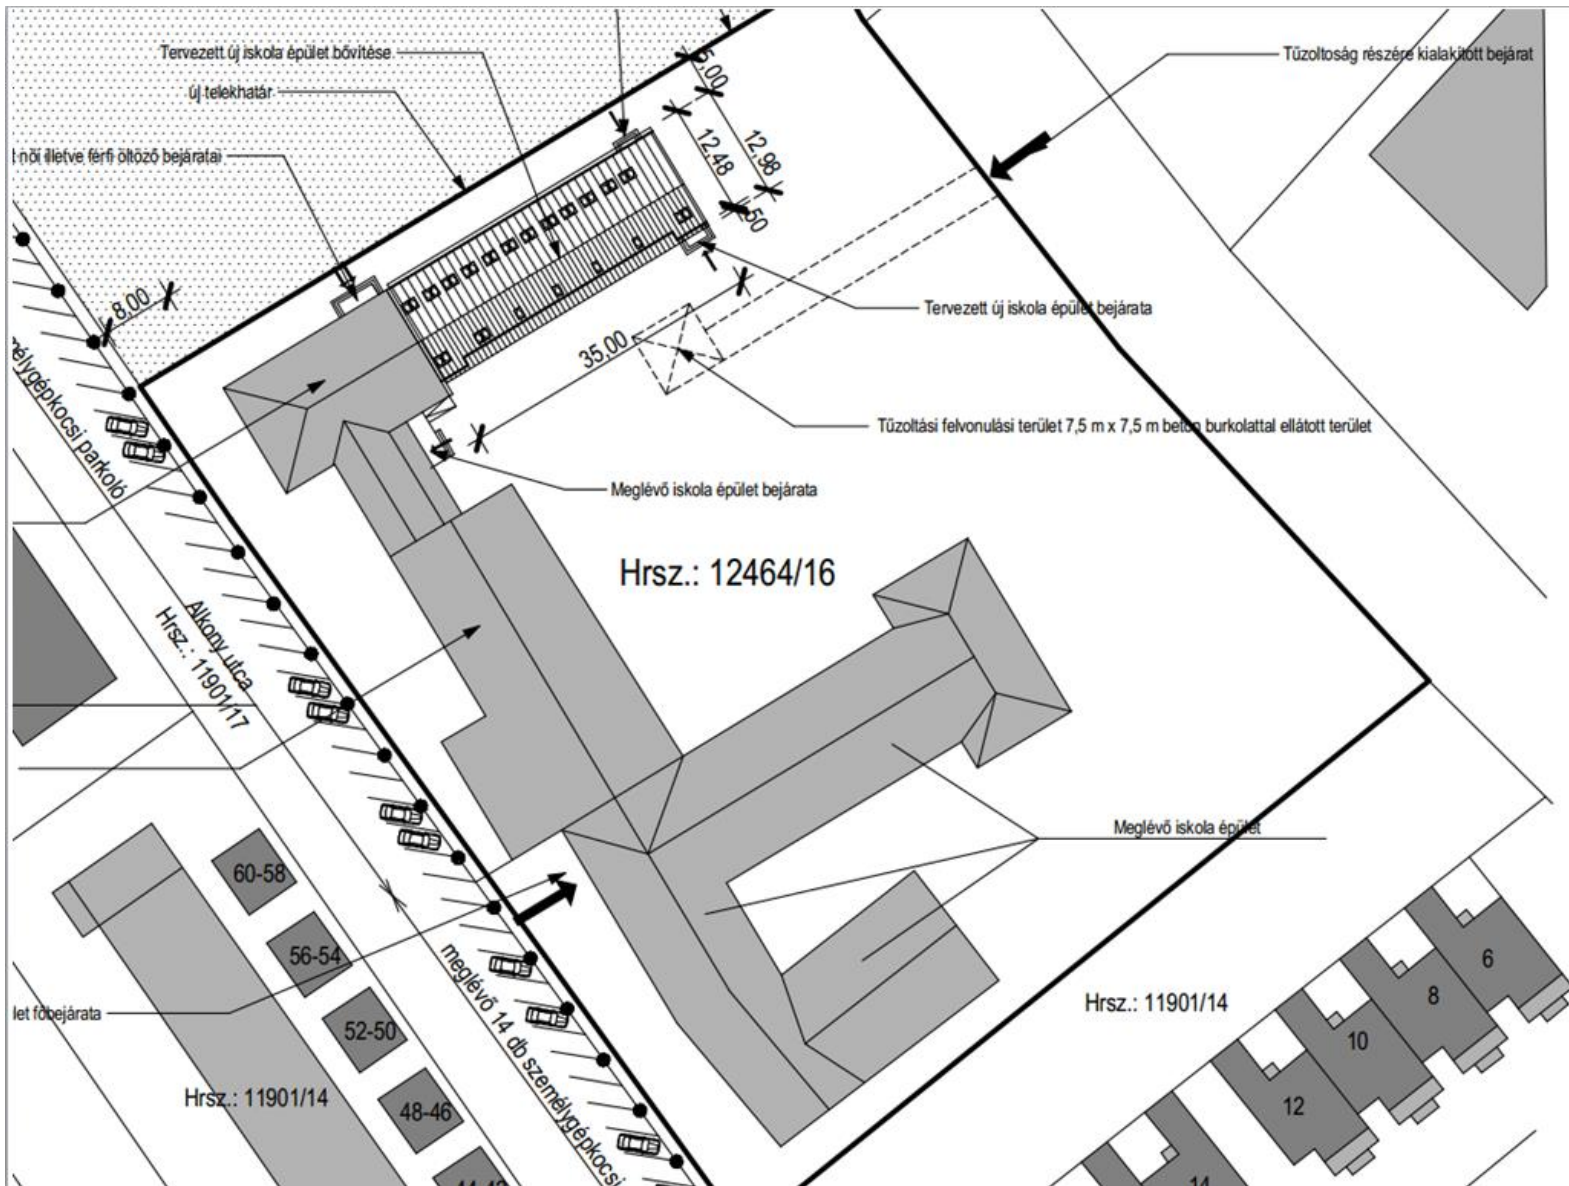 Tervezett új iskola épület bővítése
új telekhatár
női illetve férfi öltöző bejáratai
Tűzoltóság részére kialakított bejárat
5,00
12,98
12,48
50
8,00
35,00
Tervezett új iskola épület bejárata
Tűzoltási felvonulási terület 7,5 m x 7,5 m beton burkolattal ellátott terület
Meglévő iskola épület bejárata
Hrsz.: 12464/16
parkoló
Alkony utca
Hrsz.: 11901/17
Meglévő iskola épület
60-58
56-54
52-50
48-46
főbejárata
meglévő 14 db személygépkocsi
Hrsz.: 11901/14
Hrsz.: 11901/14
6
8
10
12
14